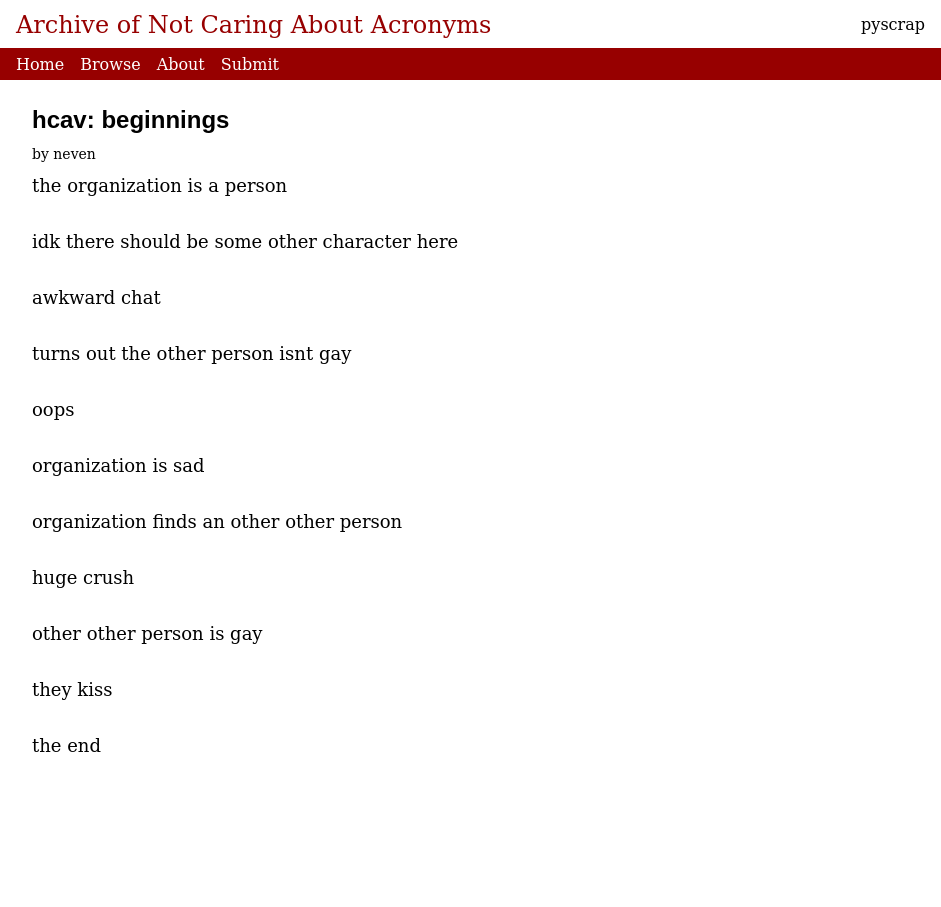 Archive of Not Caring About Acronyms
pyscrap
Home Browse About Submit
hcav: beginnings
by neven
the organization is a person
idk there should be some other character here
awkward chat
turns out the other person isnt gay
oops
organization is sad
organization finds an other other person
huge crush
other other person is gay
they kiss
the end